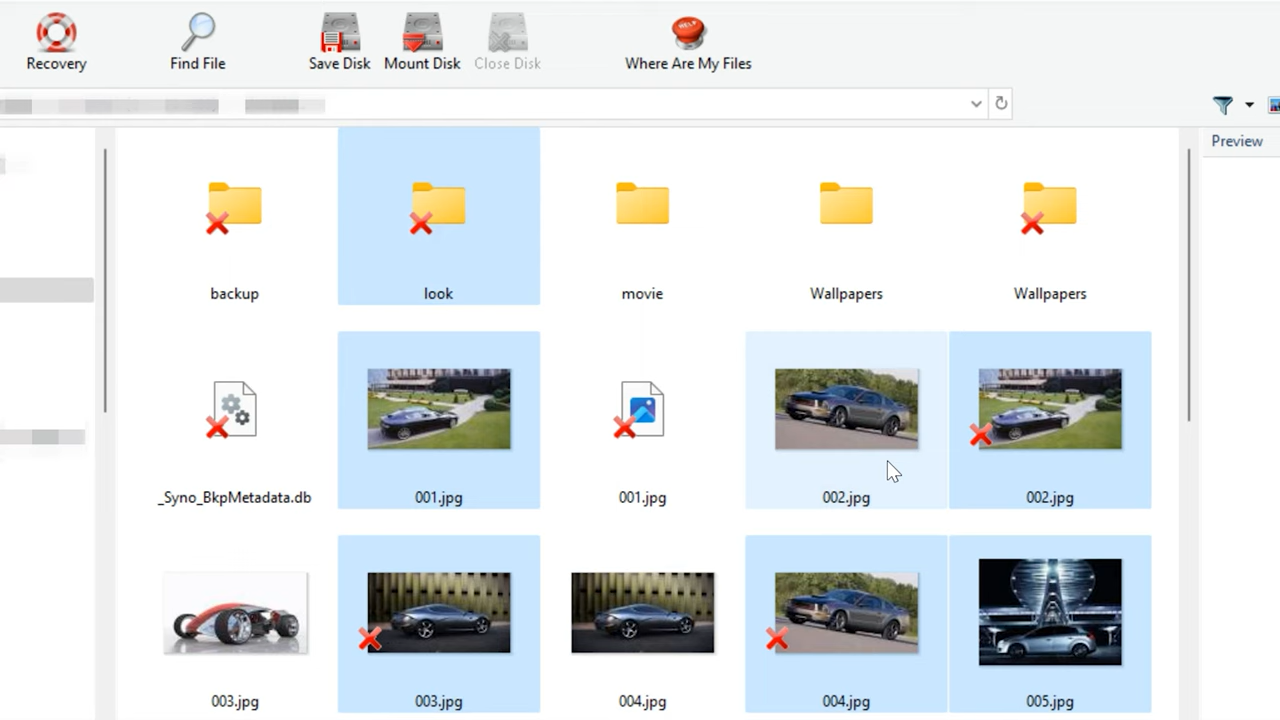 Recovery
Find File
Save Disk
Mount Disk
Close Disk
HELP
Where Are My Files
Preview
backup
look
movie
Wallpapers
Wallpapers
_Syno_BkpMetadata.db
001.jpg
001.jpg
002.jpg
002.jpg
003.jpg
003.jpg
004.jpg
004.jpg
005.jpg